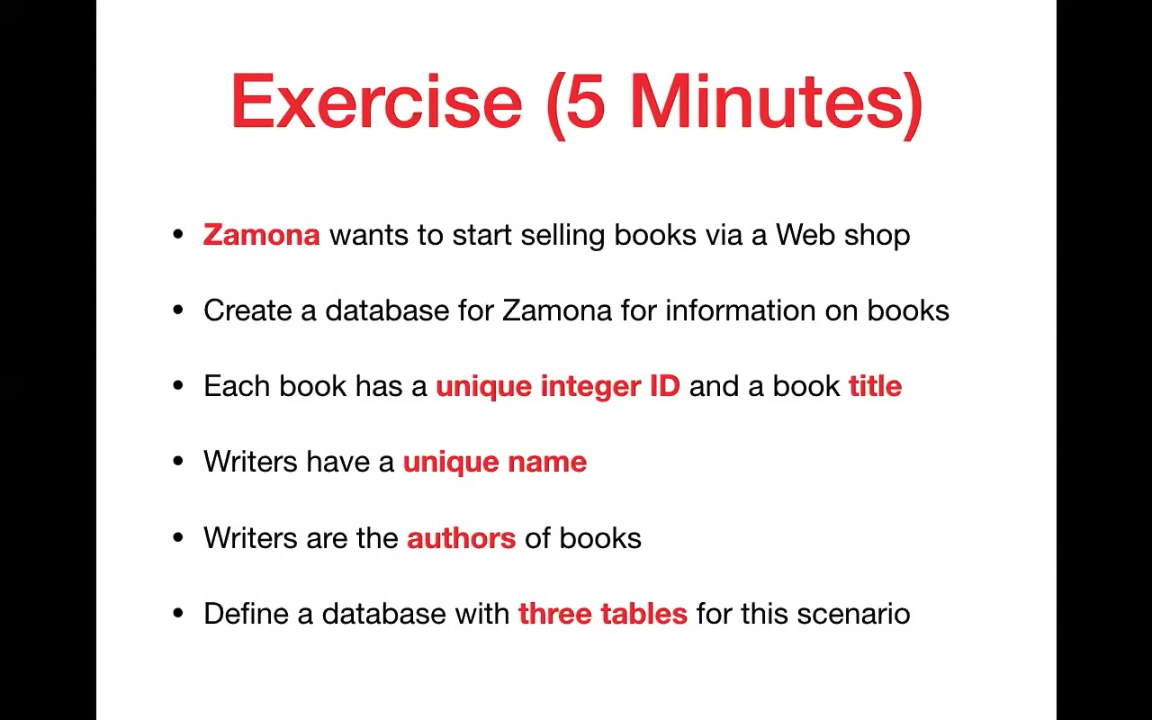 Exercise (5 Minutes)
• Zamona wants to start selling books via a Web shop
• Create a database for Zamona for information on books
• Each book has a unique integer ID and a book title
• Writers have a unique name
• Writers are the authors of books
• Define a database with three tables for this scenario